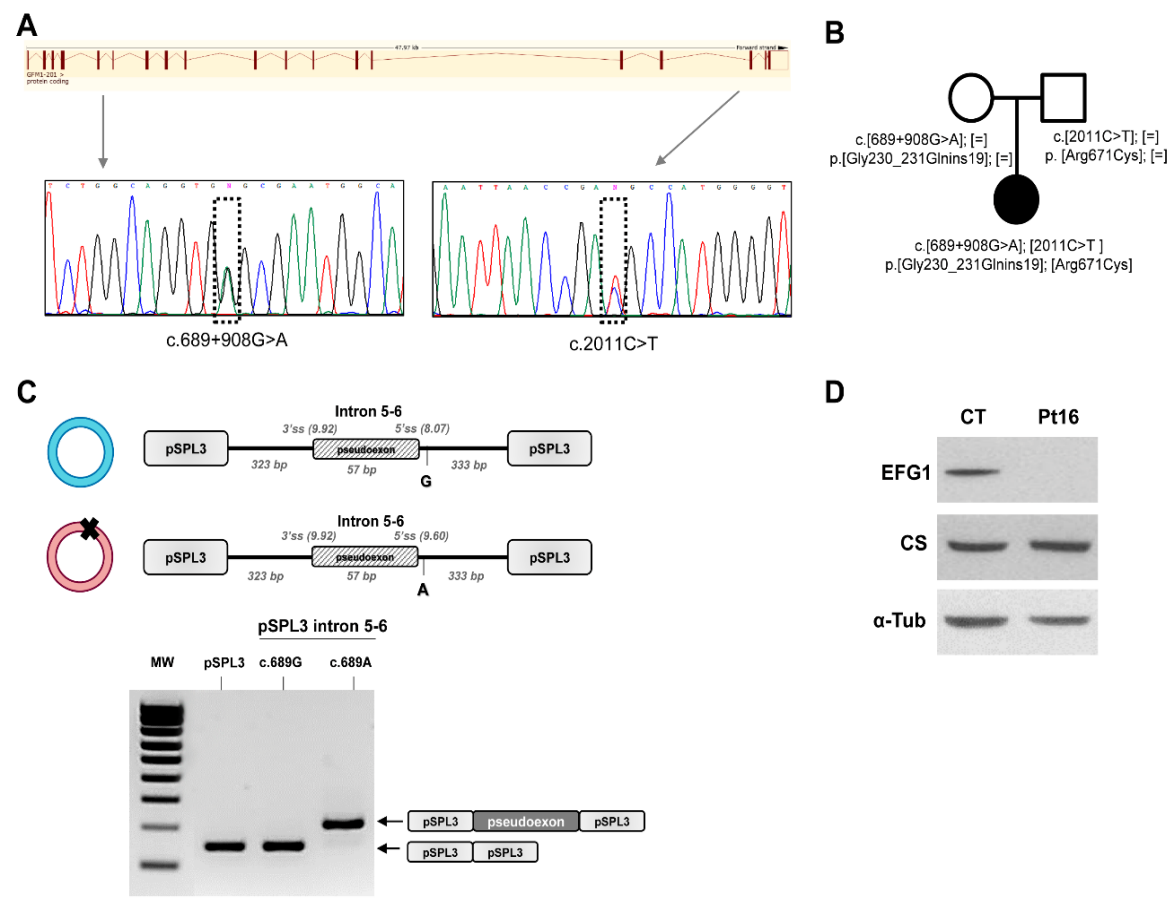 A
47.97 kb
Forward strand
GFM1-201 >
protein coding
T C T G G C A G G T G N G C G A A T G G C A
A A T T A A C C G A N G C C A T G G G G T
c.689+908G>A
c.2011C>T
B
c.[689+908G>A]; [=]
p.[Gly230_231Glnins19]; [=]
c.[2011C>T]; [=]
p. [Arg671Cys]; [=]
c.[689+908G>A]; [2011C>T ]
p.[Gly230_231Glnins19]; [Arg671Cys]
C
Intron 5-6
3'ss (9.92)
5'ss (8.07)
pSPL3
pseudoexon
pSPL3
323 bp
57 bp
333 bp
G
Intron 5-6
3'ss (9.92)
5'ss (9.60)
pSPL3
pseudoexon
pSPL3
323 bp
57 bp
333 bp
A
pSPL3 intron 5-6
MW
pSPL3
c.689G
c.689A
pSPL3
pseudoexon
pSPL3
pSPL3
pSPL3
D
CT
Pt16
EFG1
CS
α-Tub